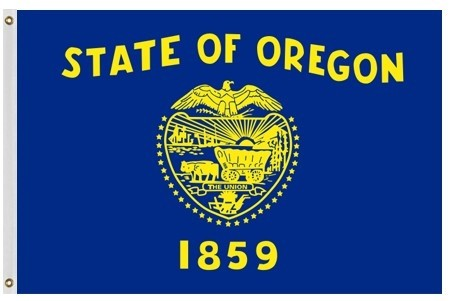 STATE OF OREGON
THE UNION
1859